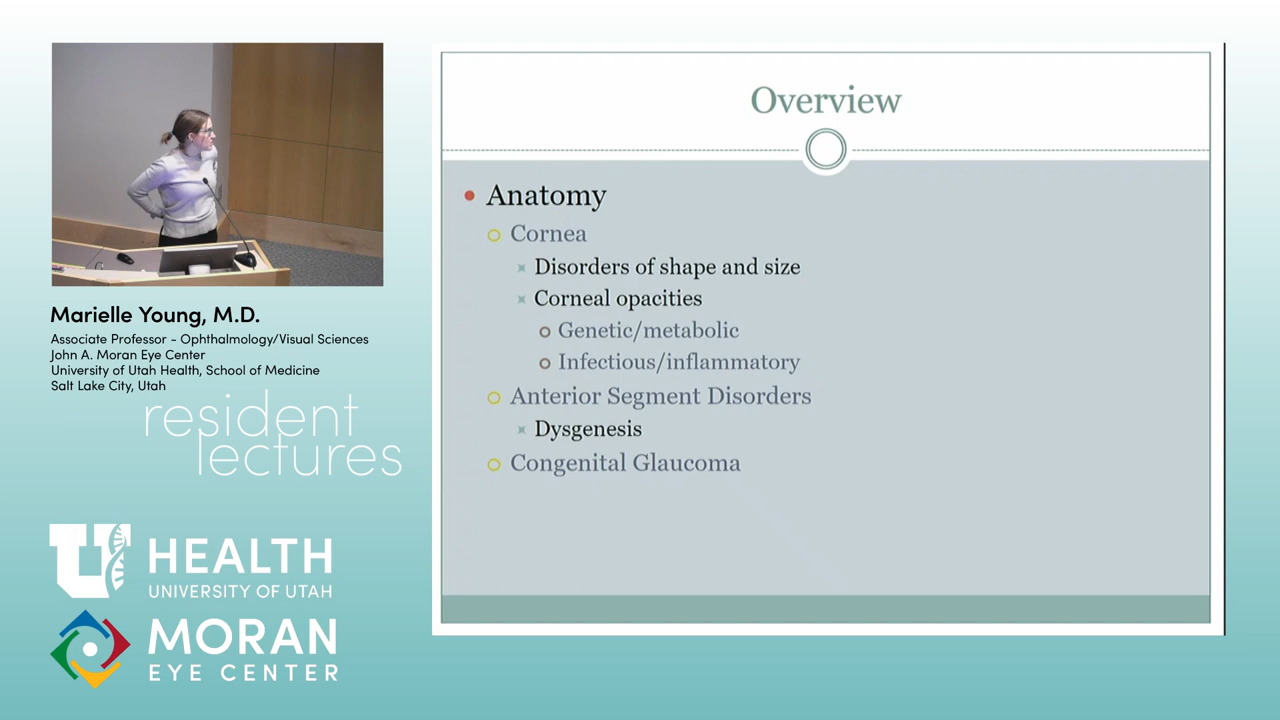 Overview
Anatomy
Cornea
Disorders of shape and size
Corneal opacities
Genetic/metabolic
Infectious/inflammatory
Anterior Segment Disorders
Dysgenesis
Congenital Glaucoma
Marielle Young, M.D.
Associate Professor - Ophthalmology/Visual Sciences
John A. Moran Eye Center
University of Utah Health, School of Medicine
Salt Lake City, Utah
resident
lectures
U HEALTH
UNIVERSITY OF UTAH
MORAN
EYE CENTER